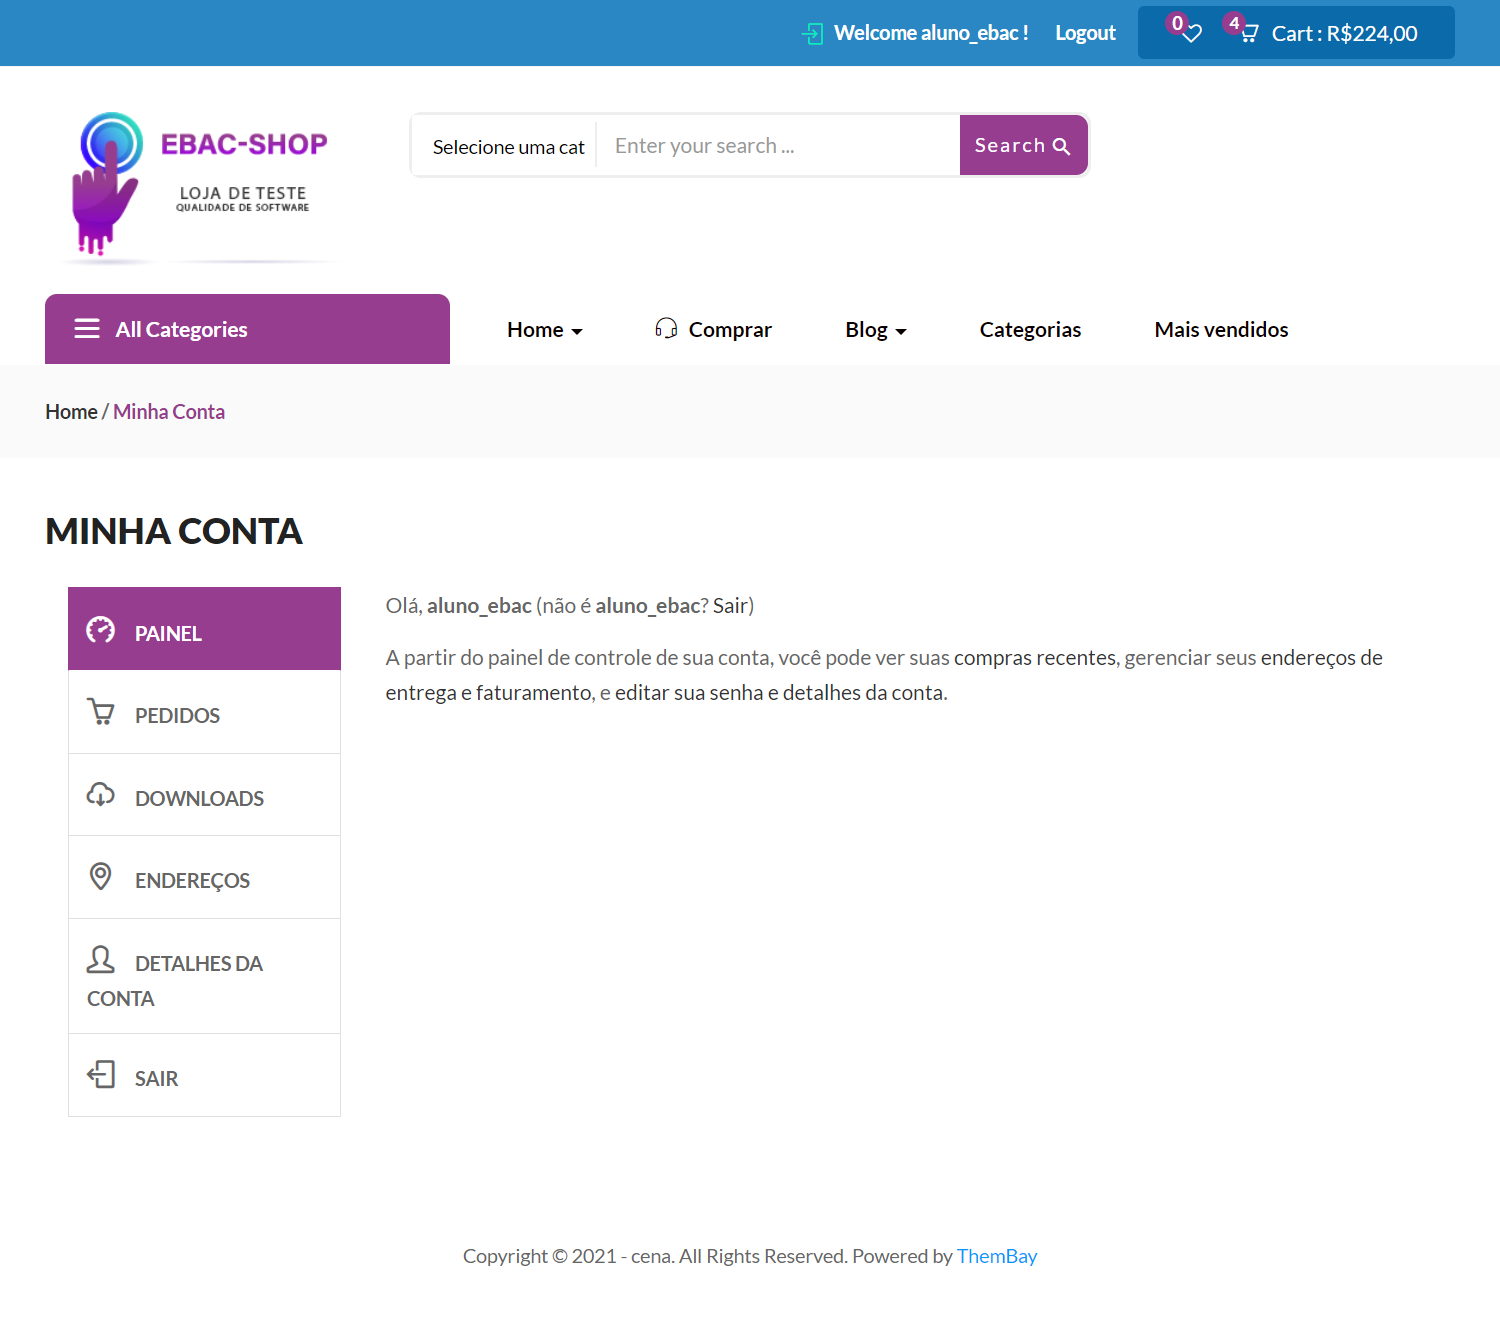 Welcome aluno_ebac ! Logout 0 4 Cart : R$224,00
EBAC-SHOP
LOJA DE TESTE
QUALIDADE DE SOFTWARE
Selecione uma cat Enter your search ... Search
All Categories Home Comprar Blog Categorias Mais vendidos
Home / Minha Conta
MINHA CONTA
PAINEL
PEDIDOS
DOWNLOADS
ENDEREÇOS
DETALHES DA
CONTA
SAIR
Olá, aluno_ebac (não é aluno_ebac? Sair)
A partir do painel de controle de sua conta, você pode ver suas compras recentes, gerenciar seus endereços de
entrega e faturamento, e editar sua senha e detalhes da conta.
Copyright © 2021 - cena. All Rights Reserved. Powered by ThemBay